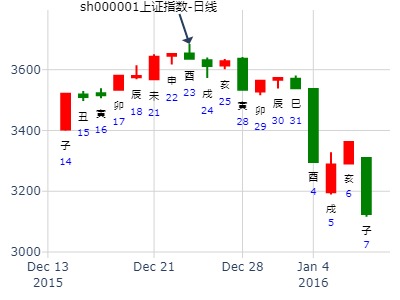 sh000001上证指数-日线
3600
3400
3200
3000
子
14
丑
15
寅
16
卯
17
辰
18
未
21
申
22
酉
23
戌
24
亥
25
寅
28
卯
29
辰
30
巳
31
酉
4
戌
5
亥
6
子
7
Dec 13
2015
Dec 21
Dec 28
Jan 4
2016